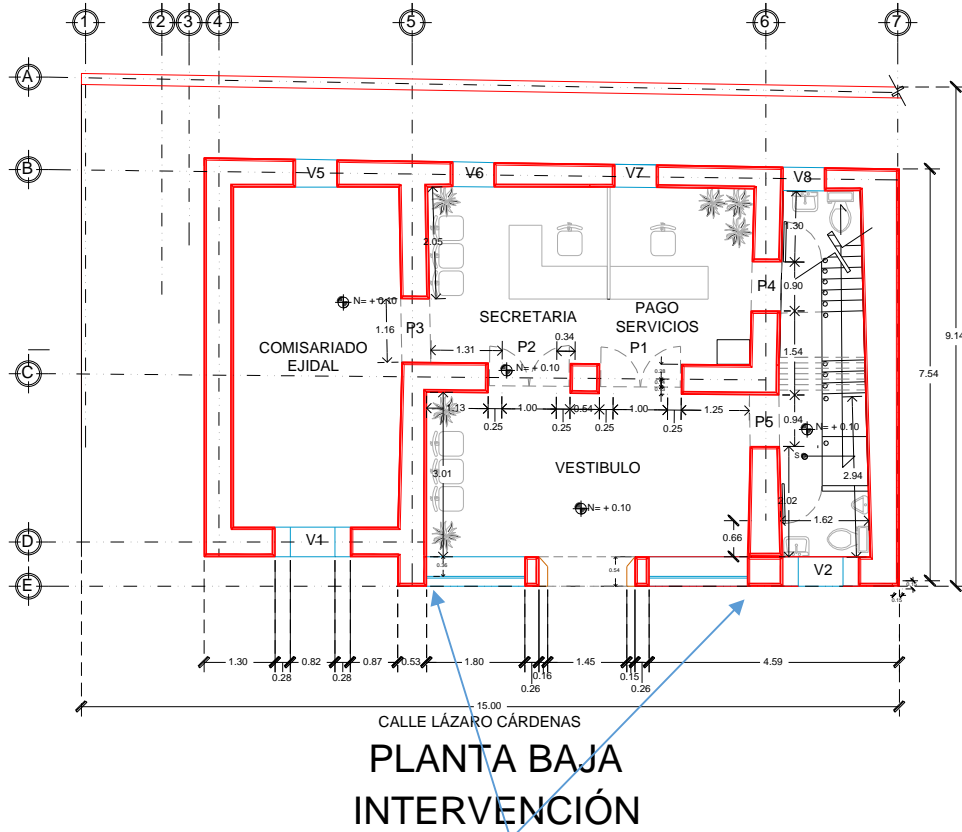 1 2 3 4 5 6 7
A
B
V5 V6 V7 V8
1.30
2.05
P4
N= + 0.10
0.90
1.16
P3
SECRETARIA
PAGO
SERVICIOS
9.14
COMISARIADO
EJIDAL
1.31
P2
0.34
P1
1.54
C
N= + 0.10
7.54
1.13 1.00 0.54 1.00 1.25
0.94
0.25 0.25 0.25 0.25
P5
N= + 0.10
VESTIBULO
S
3.01
2.94
2.02
N= + 0.10
1.62
0.66
D
V1
V2
0.54
E
1.30 0.82 0.87 0.53 1.80 0.16 1.45 0.15 4.59
0.28 0.28 0.26 0.26
15.00
CALLE LÁZARO CÁRDENAS
PLANTA BAJA
INTERVENCIÓN